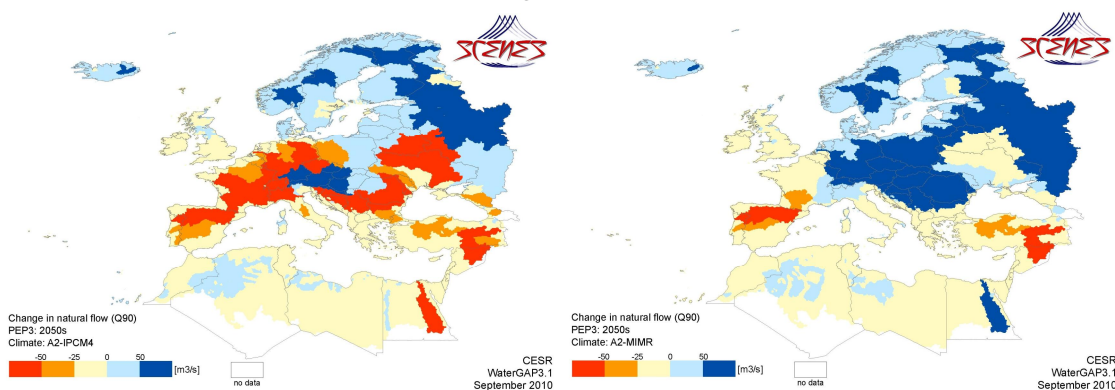 SCENES
Change in natural flow (Q90)
PEP3: 2050s
Climate: A2-IPCM4
-50 -25 0 50 [m3/s]
no data
CESR
WaterGAP3.1
September 2010
SCENES
Change in natural flow (Q90)
PEP3: 2050s
Climate: A2-MIMR
-50 -25 0 50 [m3/s]
no data
CESR
WaterGAP3.1
September 2010